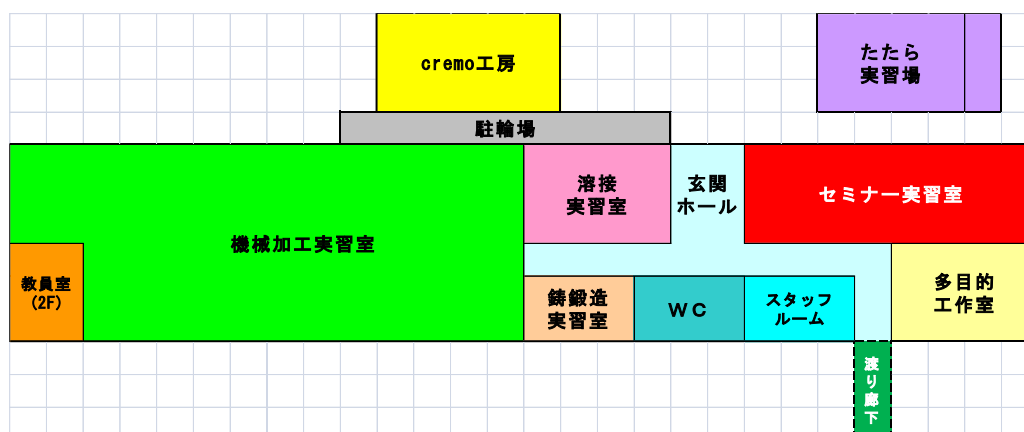 cremo工房
たたら
実習場
駐輪場
溶接
実習室
玄関
ホール
セミナー実習室
機械加工実習室
教員室
(2F)
鋳鍛造
実習室
WC
スタッフ
ルーム
多目的
工作室
渡り廊下